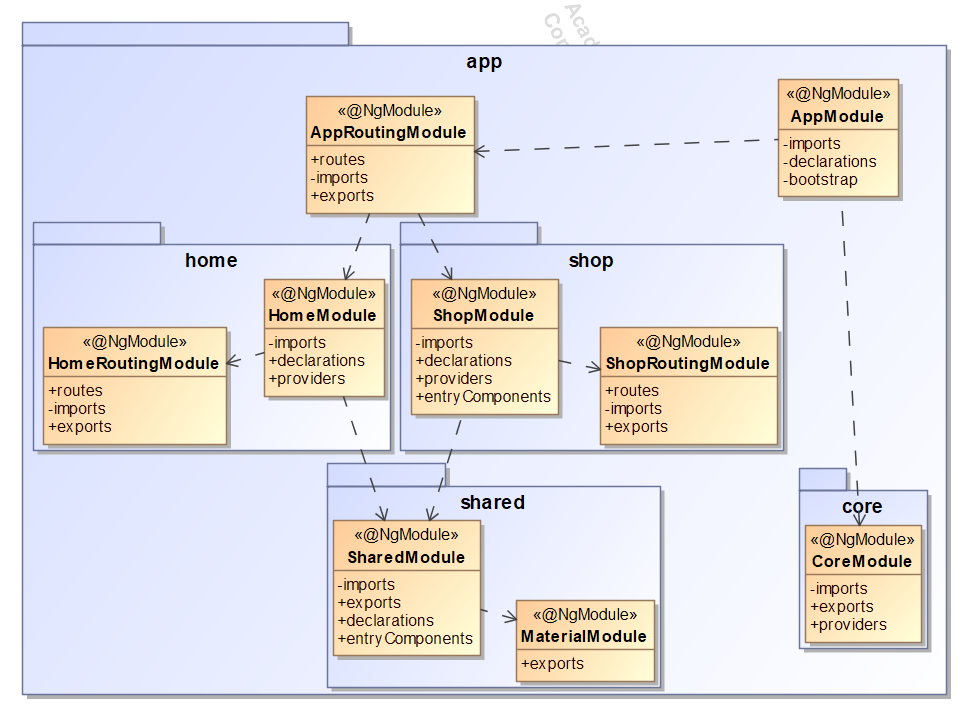 app
«@NgModule»
AppRoutingModule
+routes
-imports
+exports
«@NgModule»
AppModule
-imports
-declarations
-bootstrap
home
«@NgModule»
HomeModule
-imports
+declarations
+providers
«@NgModule»
HomeRoutingModule
+routes
-imports
+exports
shop
«@NgModule»
ShopModule
-imports
+declarations
+providers
+entryComponents
«@NgModule»
ShopRoutingModule
+routes
-imports
+exports
shared
«@NgModule»
SharedModule
-imports
+exports
+declarations
+entryComponents
«@NgModule»
MaterialModule
+exports
core
«@NgModule»
CoreModule
-imports
+exports
+providers